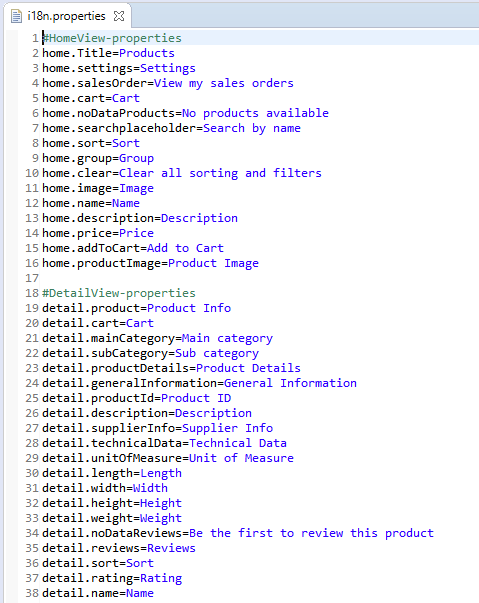 i18n.properties
1 #HomeView-properties
2 home.Title=Products
3 home.settings=Settings
4 home.salesOrder=View my sales orders
5 home.cart=Cart
6 home.noDataProducts=No products available
7 home.searchplaceholder=Search by name
8 home.sort=Sort
9 home.group=Group
10 home.clear=Clear all sorting and filters
11 home.image=Image
12 home.name=Name
13 home.description=Description
14 home.price=Price
15 home.addToCart=Add to Cart
16 home.productImage=Product Image
17
18 #DetailView-properties
19 detail.product=Product Info
20 detail.cart=Cart
21 detail.mainCategory=Main category
22 detail.subCategory=Sub category
23 detail.productDetails=Product Details
24 detail.generalInformation=General Information
25 detail.productId=Product ID
26 detail.description=Description
27 detail.supplierInfo=Supplier Info
28 detail.technicalData=Technical Data
29 detail.unitOfMeasure=Unit of Measure
30 detail.length=Length
31 detail.width=Width
32 detail.height=Height
33 detail.weight=Weight
34 detail.noDataReviews=Be the first to review this product
35 detail.reviews=Reviews
36 detail.sort=Sort
37 detail.rating=Rating
38 detail.name=Name